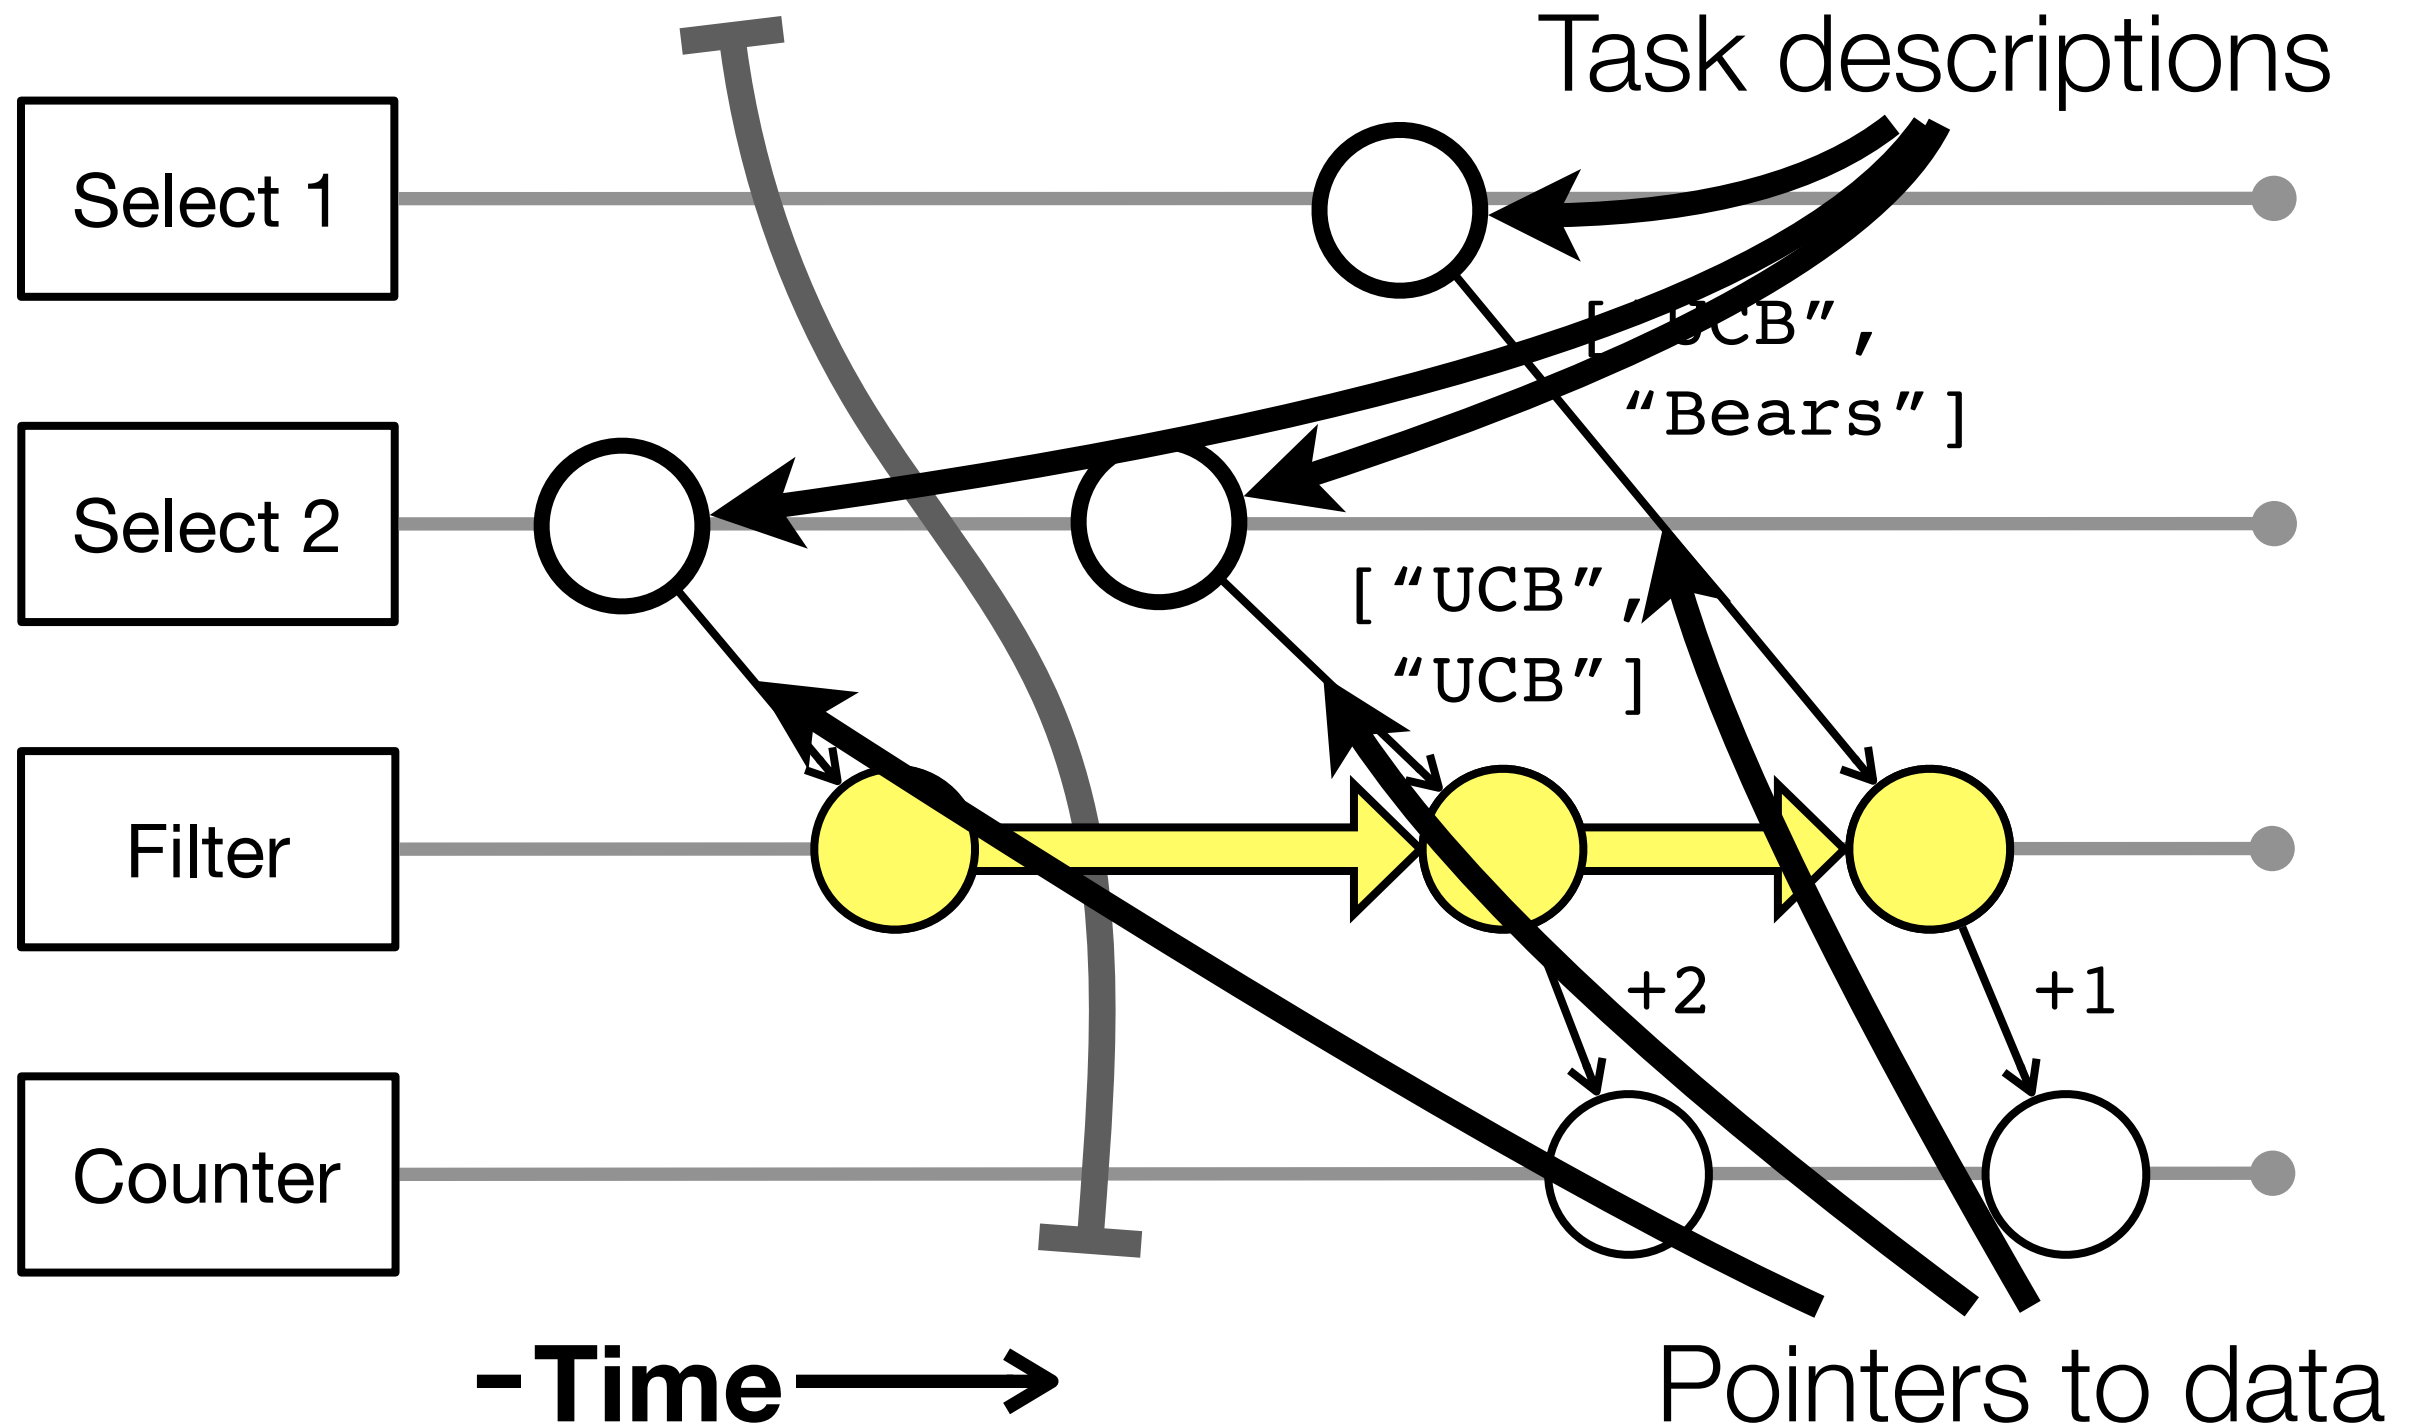 Task descriptions
Select 1
[“UCB”,
“Bears”]
Select 2
[“UCB”,
“UCB”]
Filter
+2
+1
Counter
-Time
Pointers to data